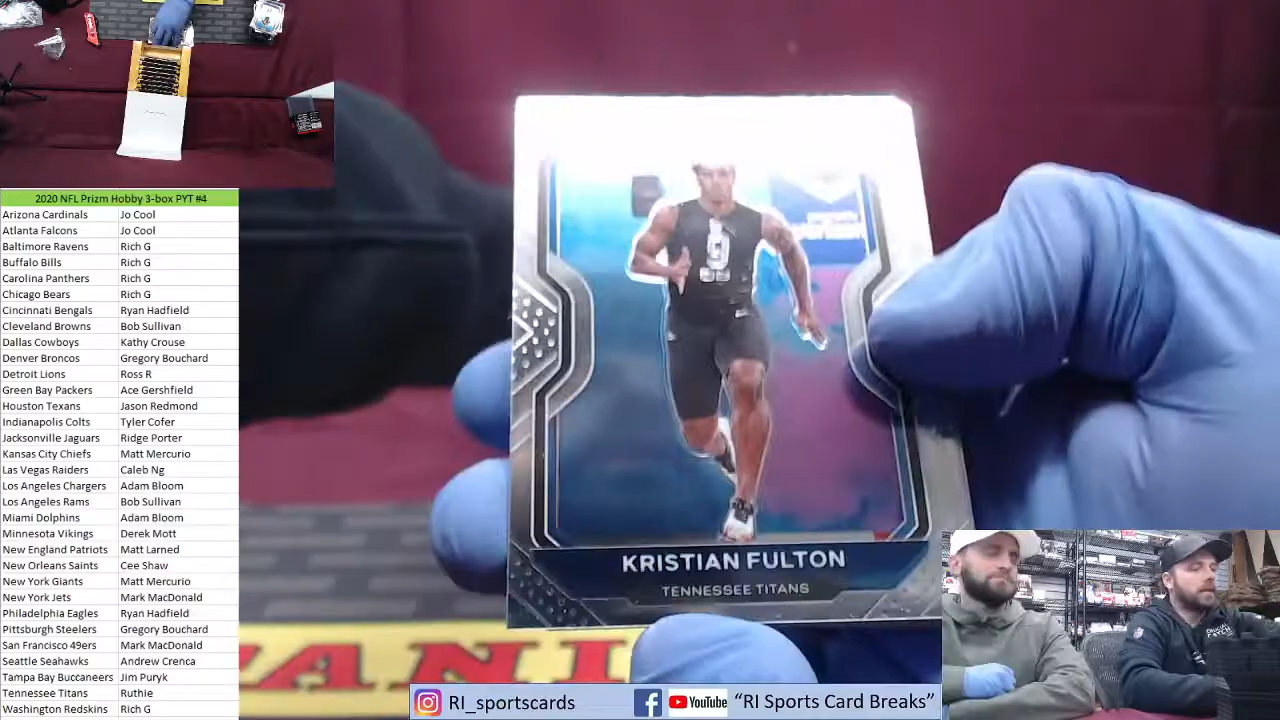 2020 NFL Prizm Hobby 3-box PYT #4
Arizona Cardinals Jo Cool
Atlanta Falcons Jo Cool
Baltimore Ravens Rich G
Buffalo Bills Rich G
Carolina Panthers Rich G
Chicago Bears Rich G
Cincinnati Bengals Ryan Hadfield
Cleveland Browns Bob Sullivan
Dallas Cowboys Kathy Crouse
Denver Broncos Gregory Bouchard
Detroit Lions Ross R
Green Bay Packers Ace Gershfield
Houston Texans Jason Redmond
Indianapolis Colts Tyler Cofer
Jacksonville Jaguars Ridge Porter
Kansas City Chiefs Matt Mercurio
Las Vegas Raiders Caleb Ng
Los Angeles Chargers Adam Bloom
Los Angeles Rams Bob Sullivan
Miami Dolphins Adam Bloom
Minnesota Vikings Derek Mott
New England Patriots Matt Larned
New Orleans Saints Cee Shaw
New York Giants Matt Mercurio
New York Jets Mark MacDonald
Philadelphia Eagles Ryan Hadfield
Pittsburgh Steelers Gregory Bouchard
San Francisco 49ers Mark MacDonald
Seattle Seahawks Andrew Crenca
Tampa Bay Buccaneers Jim Puryk
Tennessee Titans Ruthie
Washington Redskins Rich G
9
KRISTIAN FULTON
TENNESSEE TITANS
ANI
RI_sportscards
YouTube "RI Sports Card Breaks"